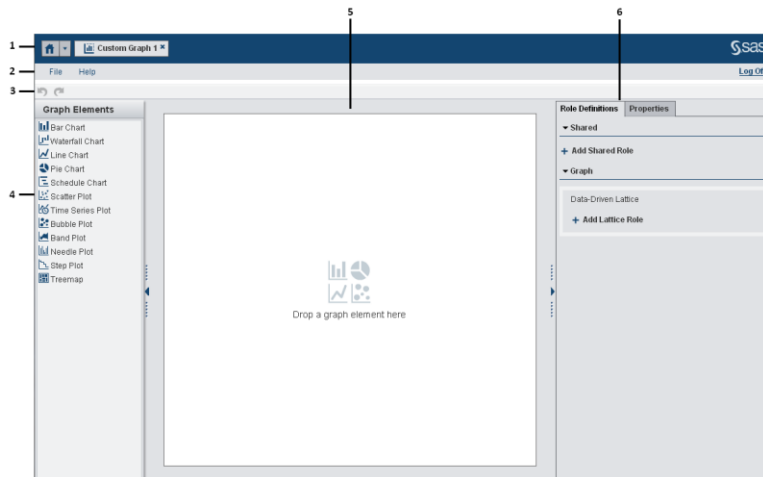 5
6
1
Custom Graph 1
sas
2
File Help
Log Of
3
Graph Elements
Role Definitions Properties
Bar Chart
Shared
Waterfall Chart
Line Chart
+ Add Shared Role
Pie Chart
Graph
Schedule Chart
4
Scatter Plot
Data-Driven Lattice
Time Series Plot
Bubble Plot
+ Add Lattice Role
Band Plot
Needle Plot
Step Plot
Treemap
Drop a graph element here